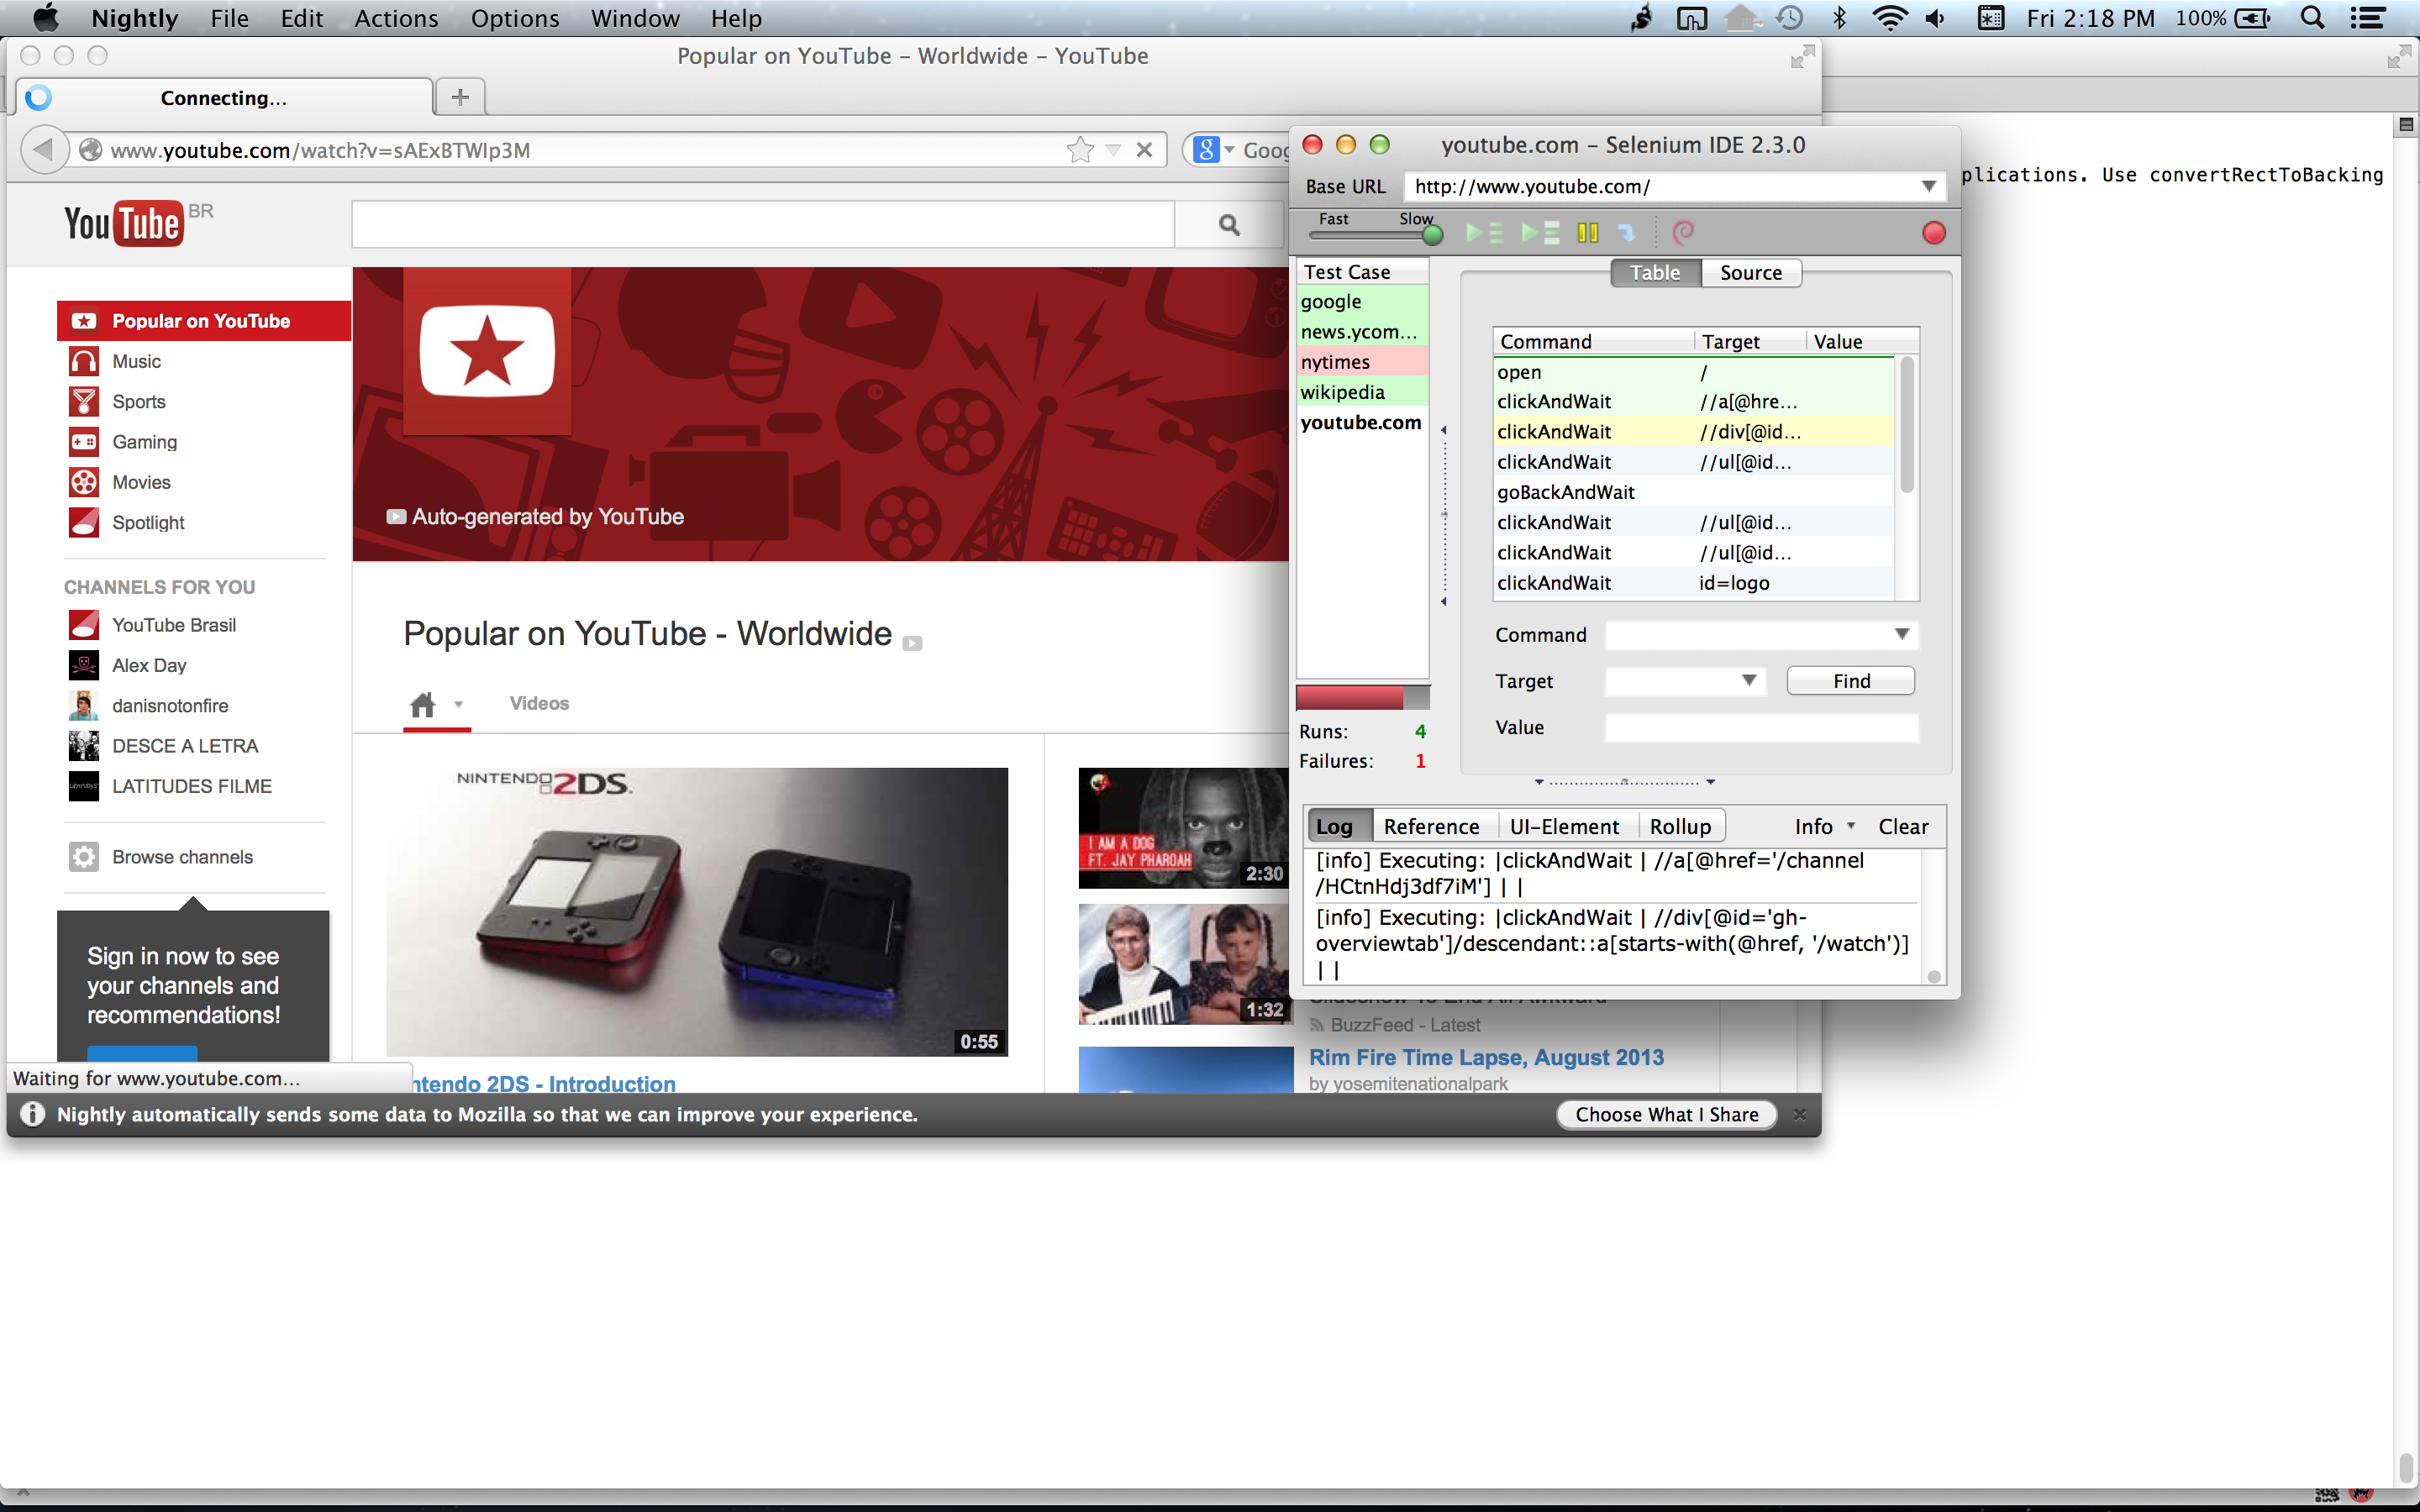 Nightly File Edit Actions Options Window Help
Fri 2:18 PM 100%
Popular on YouTube – Worldwide – YouTube
Connecting...
www.youtube.com/watch?v=sAExBTWIp3M
Goog
YouTube BR
Popular on YouTube
Music
Sports
Gaming
Movies
Spotlight
CHANNELS FOR YOU
YouTube Brasil
Alex Day
danisnotonfire
DESCE A LETRA
LATITUDES FILME
Browse channels
Sign in now to see
your channels and
recommendations!
Waiting for www.youtube.com...
Auto-generated by YouTube
Popular on YouTube - Worldwide
Videos
NINTENDO 2DS.
0:55
ntendo 2DS - Introduction
I AM A DOG
FT. JAY PHAROAH
2:30
1:32
Slideshow To End All Awkward
BuzzFeed - Latest
Rim Fire Time Lapse, August 2013
by yosemitenationalpark
Nightly automatically sends some data to Mozilla so that we can improve your experience.
Choose What I Share
youtube.com – Selenium IDE 2.3.0
Base URL http://www.youtube.com/
Fast Slow
Test Case
google
news.ycom...
nytimes
wikipedia
youtube.com
Runs: 4
Failures: 1
Table Source
Command Target Value
open /
clickAndWait //a[@hre...
clickAndWait //div[@id...
clickAndWait //ul[@id...
goBackAndWait
clickAndWait //ul[@id...
clickAndWait //ul[@id...
clickAndWait id=logo
Command
Target Find
Value
Log Reference UI-Element Rollup Info Clear
[info] Executing: |clickAndWait | //a[@href='/channel
/HCtnHdj3df7iM'] | |
[info] Executing: |clickAndWait | //div[@id='gh-
overviewtab']/descendant::a[starts-with(@href, '/watch')]
| |
plications. Use convertRectToBacking